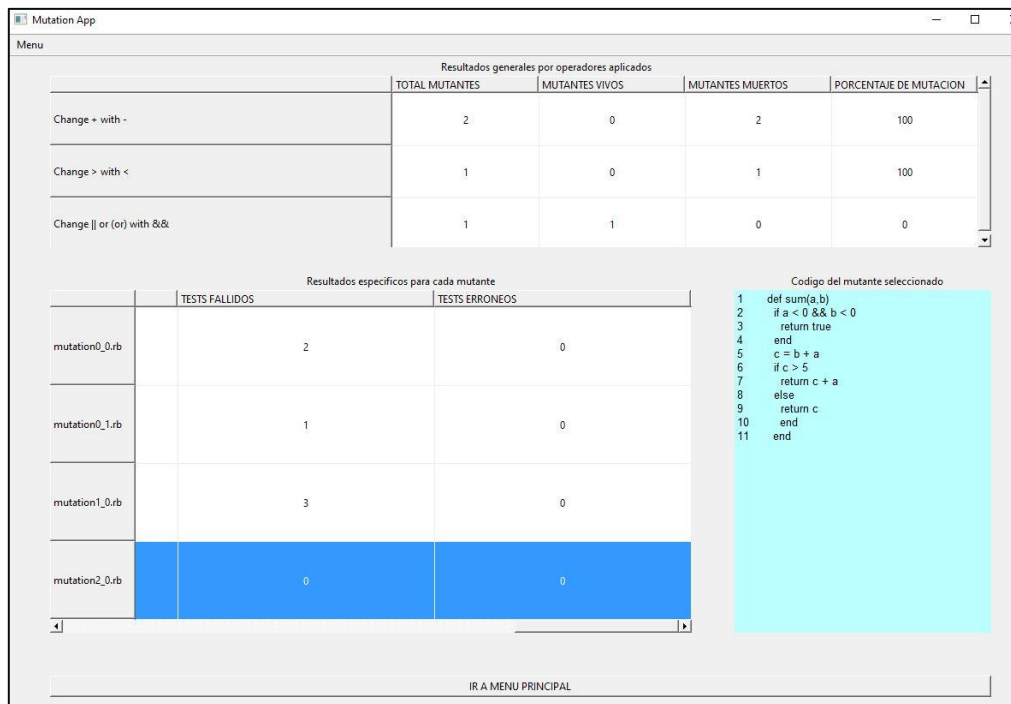 Mutation App
Menu
Resultados generales por operadores aplicados
TOTAL MUTANTES MUTANTES VIVOS MUTANTES MUERTOS PORCENTAJE DE MUTACION
Change + with - 2 0 2 100
Change > with < 1 0 1 100
Change || or (or) with && 1 1 0 0
Resultados especificos para cada mutante
TESTS FALLIDOS TESTS ERRONEOS
mutation0_0.rb 2 0
mutation0_1.rb 1 0
mutation1_0.rb 3 0
mutation2_0.rb 0 0
Codigo del mutante seleccionado
1 def sum(a,b)
2 if a < 0 && b < 0
3 return true
4 end
5 c = b + a
6 if c > 5
7 return c + a
8 else
9 return c
10 end
11 end
IR A MENU PRINCIPAL